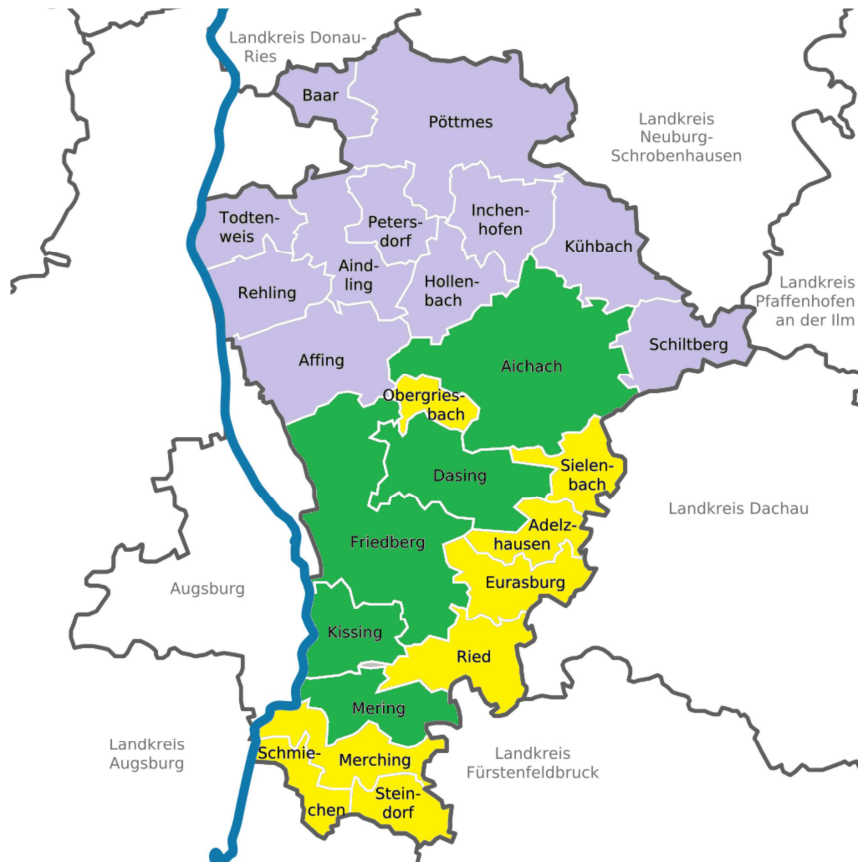 Landkreis Donau-
Ries
Baar
Pöttmes
Landkreis
Neuburg-
Schrobenhausen
Todten-
weis
Peters-
dorf
Inchen-
hofen
Kühbach
Aind-
ling
Rehling
Hollen-
bach
Landkreis
Pfaffenhofen
an der Ilm
Affing
Aichach
Schiltberg
Obergries-
bach
Dasing
Sielen-
bach
Landkreis Dachau
Adelz-
hausen
Friedberg
Eurasburg
Augsburg
Kissing
Ried
Mering
Landkreis
Augsburg
Schmie-
chen
Merching
Landkreis
Fürstenfeldbruck
Stein-
dorf